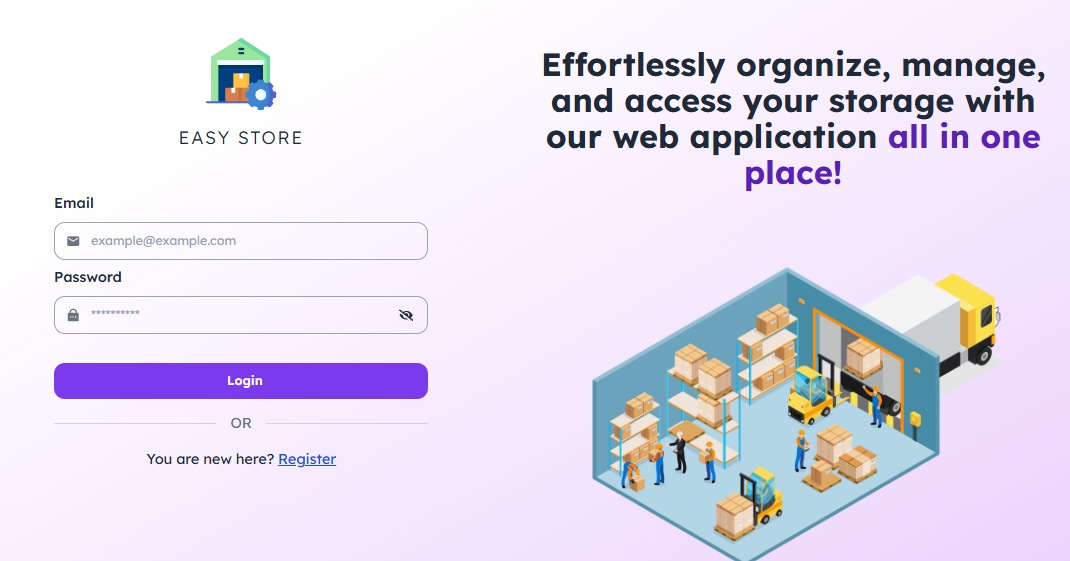 EASY STORE
Email
example@example.com
Password
**********
Login
OR
You are new here? Register
Effortlessly organize, manage,
and access your storage with
our web application all in one
place!